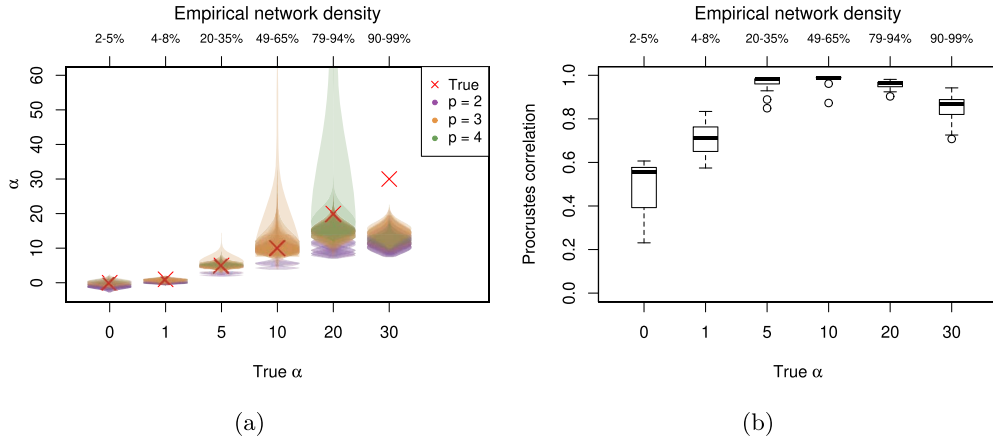 Empirical network density
2-5% 4-8% 20-35% 49-65% 79-94% 90-99%
60
50
40
30
20
10
0
α
True
p = 2
p = 3
p = 4
0 1 5 10 20 30
True α
(a)
Empirical network density
2-5% 4-8% 20-35% 49-65% 79-94% 90-99%
1.0
0.8
0.6
0.4
0.2
0.0
Procrustes correlation
0 1 5 10 20 30
True α
(b)